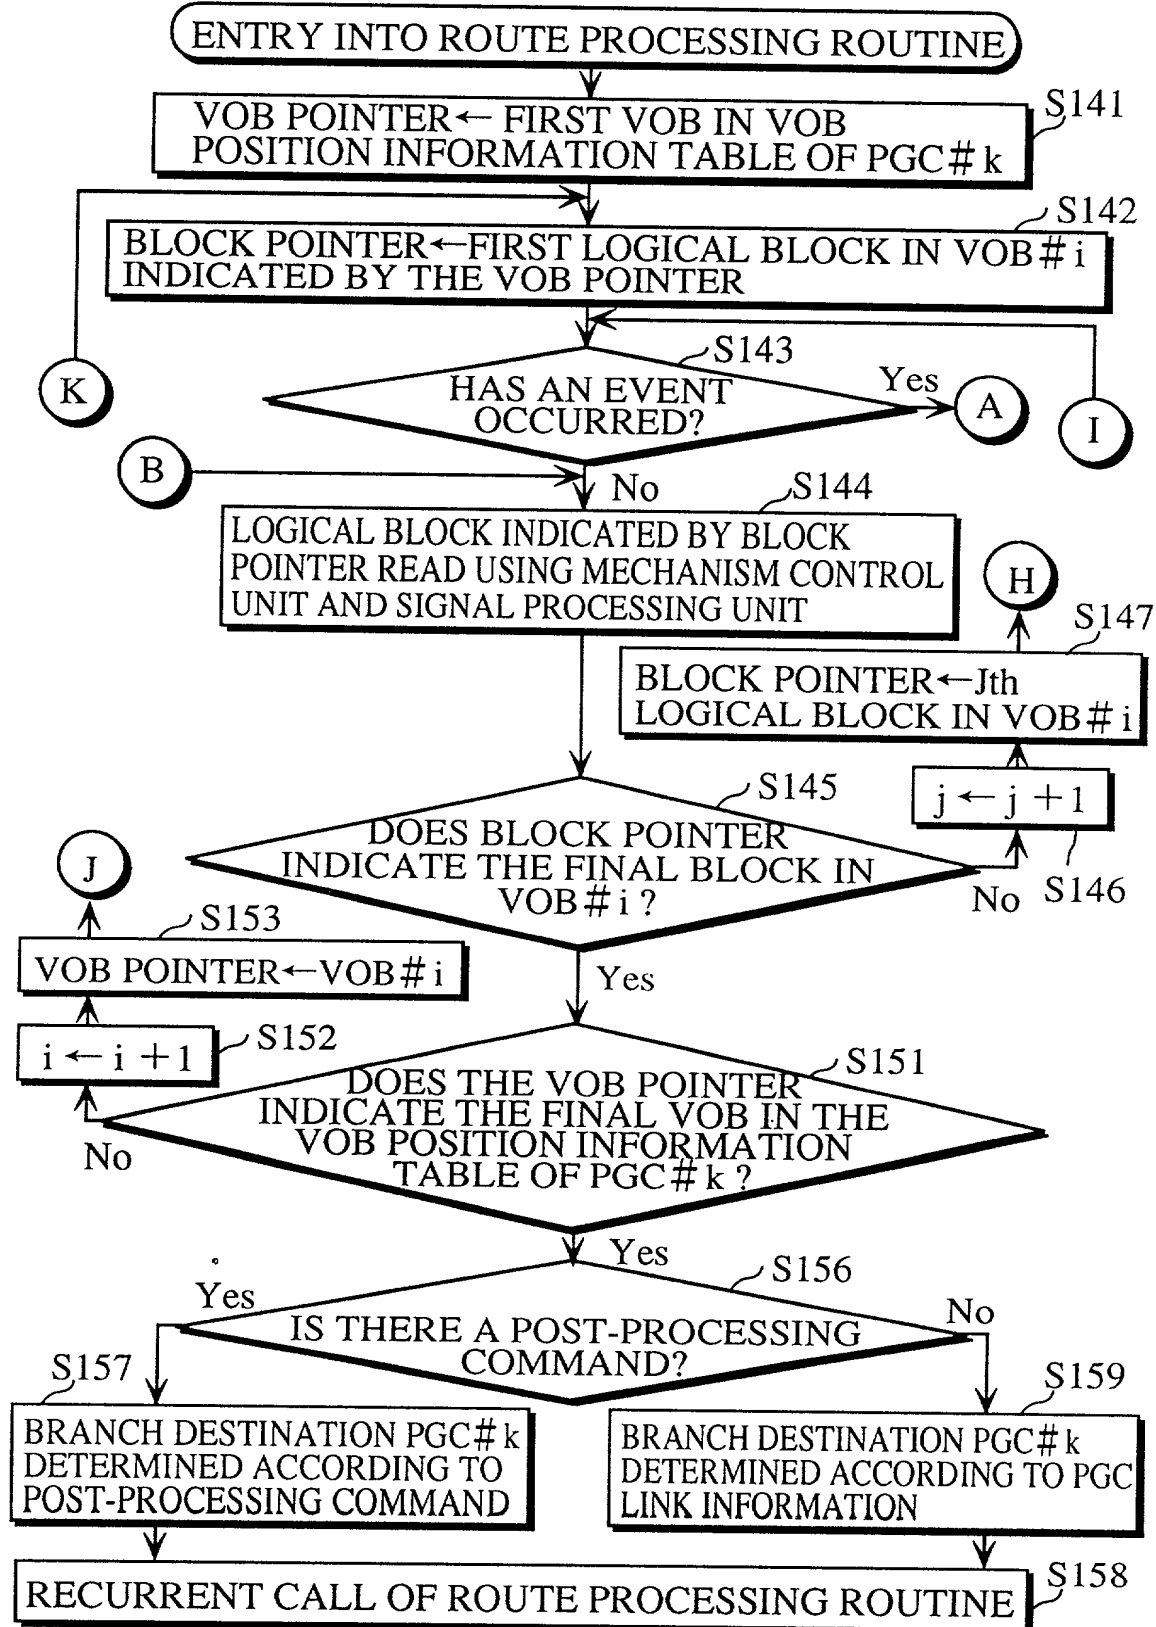 ENTRY INTO ROUTE PROCESSING ROUTINE
S141
VOB POINTER← FIRST VOB IN VOB
POSITION INFORMATION TABLE OF PGC#k
S142
BLOCK POINTER←FIRST LOGICAL BLOCK IN VOB#i
INDICATED BY THE VOB POINTER
S143
K
HAS AN EVENT
OCCURRED?
Yes
A
I
B
No
S144
LOGICAL BLOCK INDICATED BY BLOCK
POINTER READ USING MECHANISM CONTROL
UNIT AND SIGNAL PROCESSING UNIT
H
S147
BLOCK POINTER←Jth
LOGICAL BLOCK IN VOB#i
S145
j←j+1
DOES BLOCK POINTER
INDICATE THE FINAL BLOCK IN
VOB#i?
No
S146
J
S153
VOB POINTER←VOB#i
Yes
i←i+1
S152
S151
DOES THE VOB POINTER
INDICATE THE FINAL VOB IN THE
VOB POSITION INFORMATION
TABLE OF PGC#k?
No
Yes
S156
Yes
IS THERE A POST-PROCESSING
COMMAND?
No
S157
BRANCH DESTINATION PGC#k
DETERMINED ACCORDING TO
POST-PROCESSING COMMAND
S159
BRANCH DESTINATION PGC#k
DETERMINED ACCORDING TO PGC
LINK INFORMATION
S158
RECURRENT CALL OF ROUTE PROCESSING ROUTINE